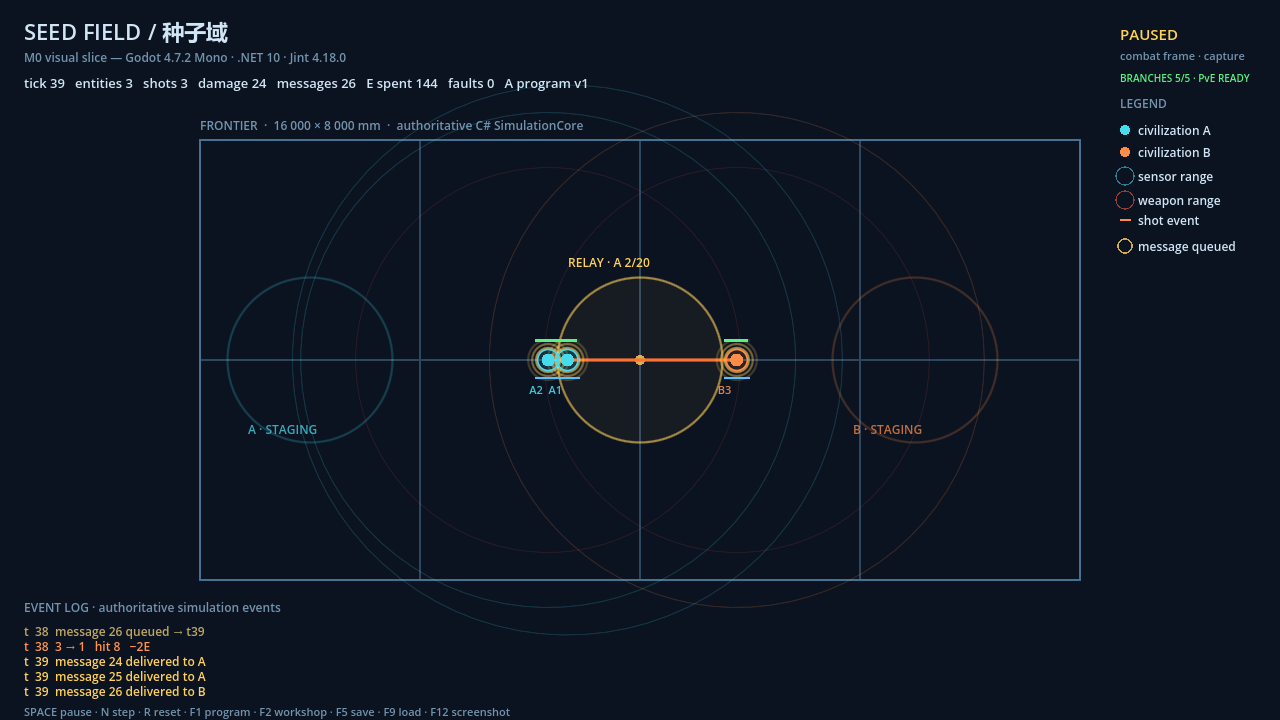 SEED FIELD / 种子域
M0 visual slice — Godot 4.7.2 Mono · .NET 10 · Jint 4.18.0
tick 39 entities 3 shots 3 damage 24 messages 26 E spent 144 faults 0 A program v1
PAUSED
combat frame · capture
BRANCHES 5/5 · PvE READY
LEGEND
civilization A
civilization B
sensor range
weapon range
shot event
message queued
FRONTIER · 16 000 × 8 000 mm · authoritative C# SimulationCore
RELAY · A 2/20
A2 A1
B3
A · STAGING
B · STAGING
EVENT LOG · authoritative simulation events
t 38 message 26 queued → t39
t 38 3 → 1 hit 8 −2E
t 39 message 24 delivered to A
t 39 message 25 delivered to A
t 39 message 26 delivered to B
SPACE pause · N step · R reset · F1 program · F2 workshop · F5 save · F9 load · F12 screenshot